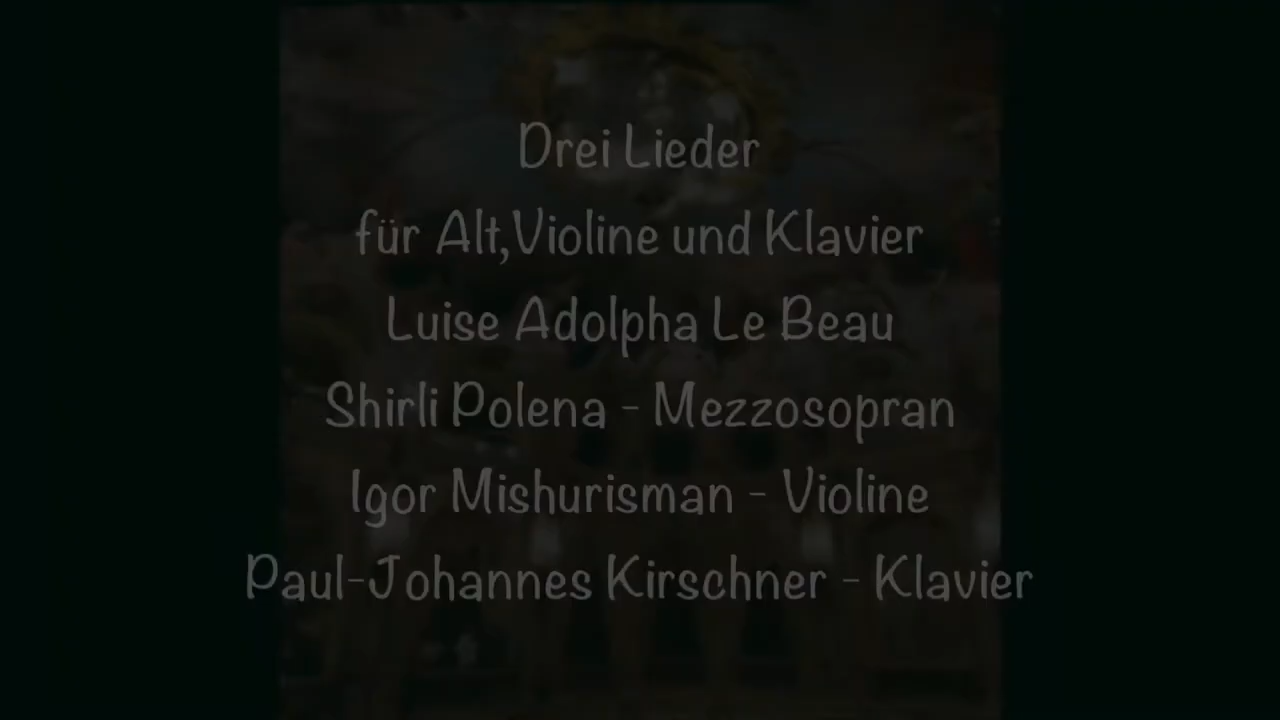 Drei Lieder
für Alt,Violine und Klavier
Luise Adolpha Le Beau
Shirli Polena - Mezzosopran
Igor Mishurisman - Violine
Paul-Johannes Kirschner - Klavier